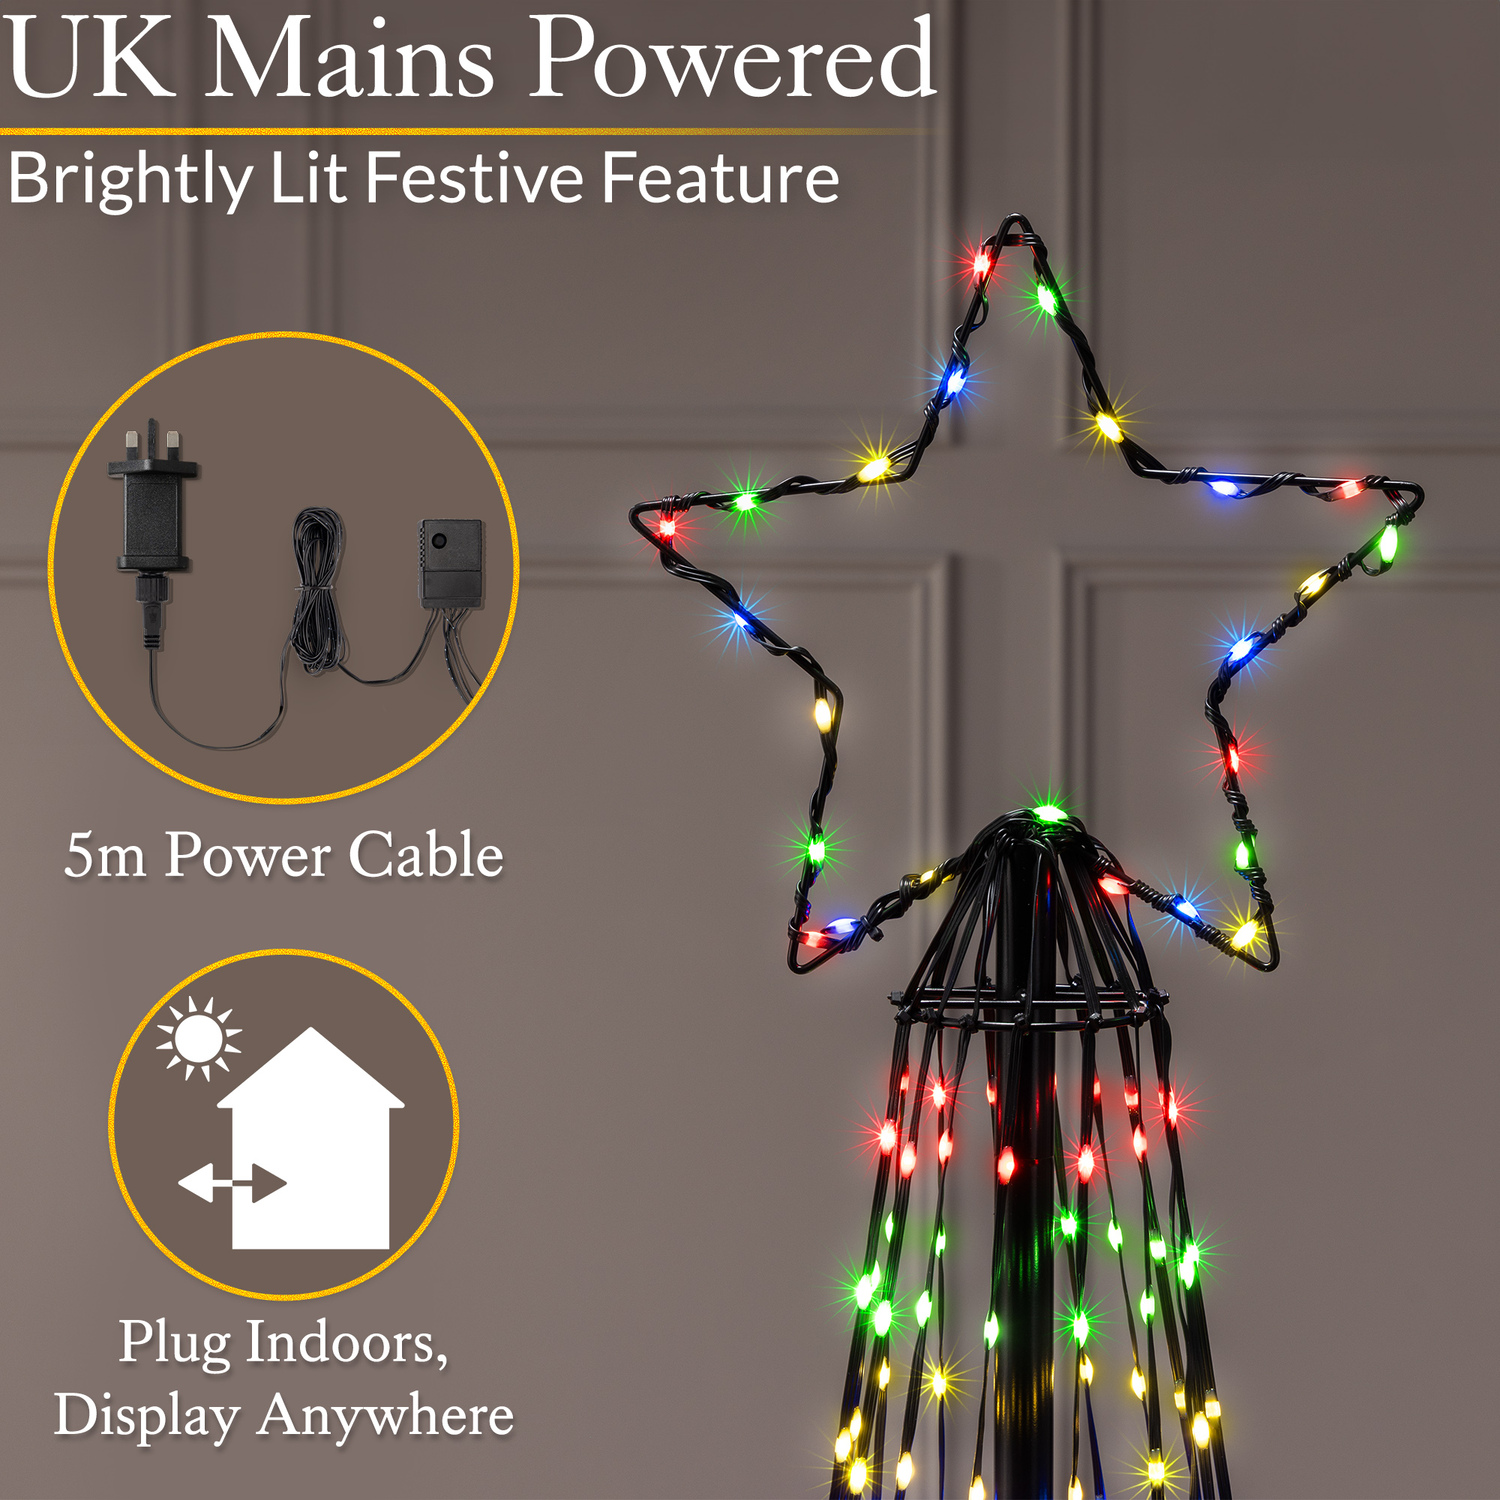 UK Mains Powered
Brightly Lit Festive Feature
5m Power Cable
Plug Indoors,
Display Anywhere